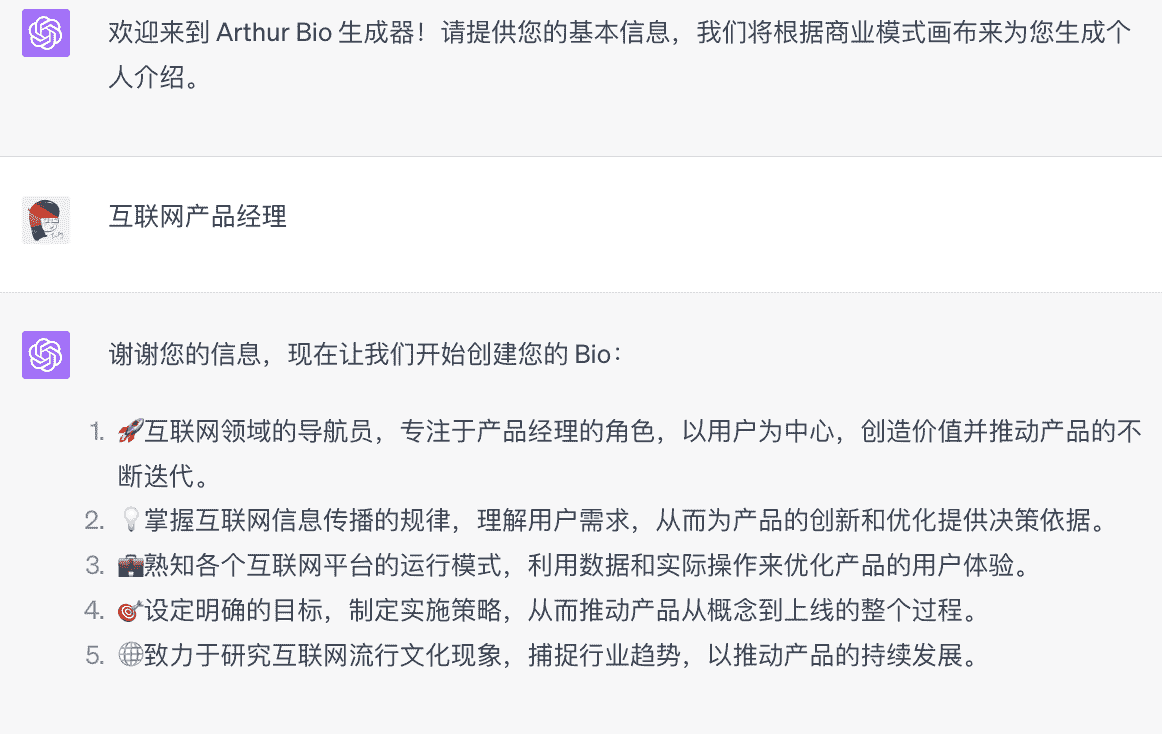 欢迎来到 Arthur Bio 生成器！请提供您的基本信息，我们将根据商业模式画布来为您生成个
人介绍。
互联网产品经理
谢谢您的信息，现在让我们开始创建您的 Bio：
1. 🚀互联网领域的导航员，专注于产品经理的角色，以用户为中心，创造价值并推动产品的不
断迭代。
2. 💡掌握互联网信息传播的规律，理解用户需求，从而为产品的创新和优化提供决策依据。
3. 💼熟知各个互联网平台的运行模式，利用数据和实际操作来优化产品的用户体验。
4. 🎯设定明确的目标，制定实施策略，从而推动产品从概念到上线的整个过程。
5. 🌐致力于研究互联网流行文化现象，捕捉行业趋势，以推动产品的持续发展。